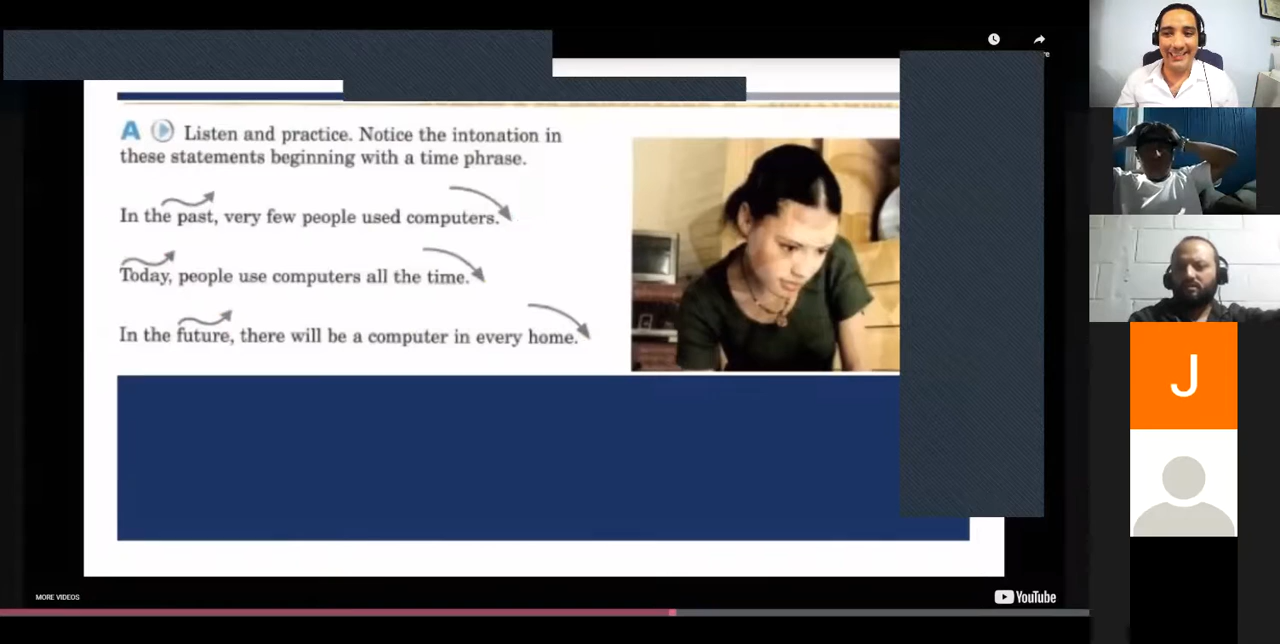 A Listen and practice. Notice the intonation in
these statements beginning with a time phrase.
In the past, very few people used computers.
Today, people use computers all the time.
In the future, there will be a computer in every home.
J
MORE VIDEOS
YouTube